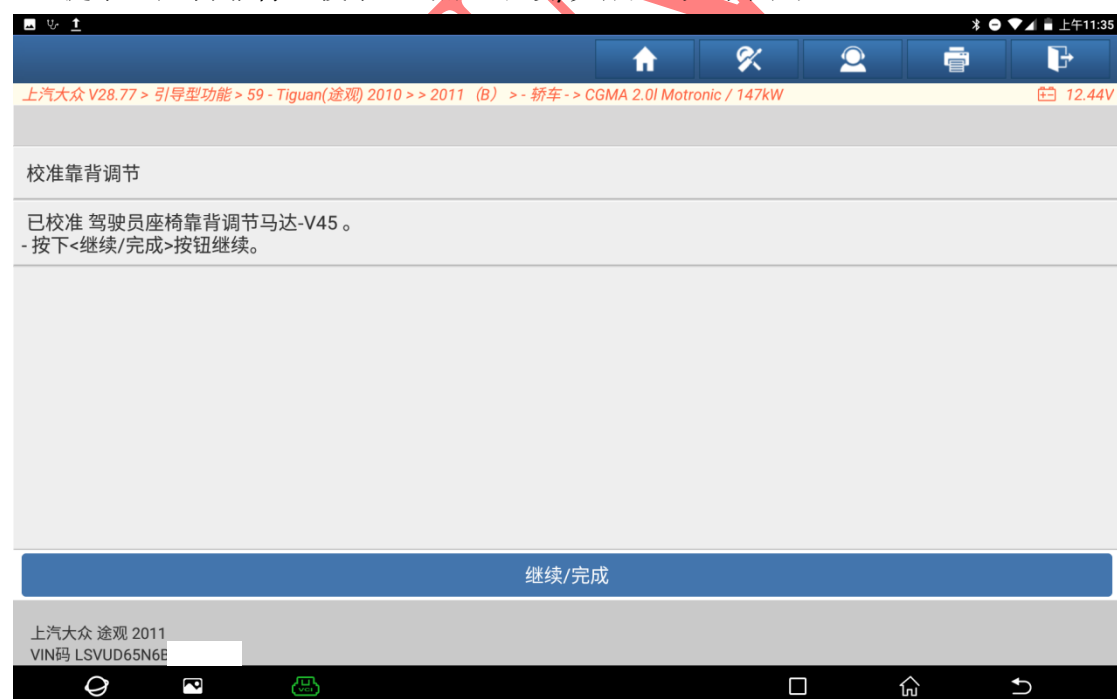 上午11:35
上汽大众 V28.77 > 引导型功能 > 59 - Tiguan(途观) 2010 > > 2011 （B） > - 轿车 - > CGMA 2.0l Motronic / 147kW
12.44V
校准靠背调节
已校准 驾驶员座椅靠背调节马达-V45 。
- 按下<继续/完成>按钮继续。
继续/完成
上汽大众 途观 2011
VIN码 LSVUD65N6
VCI